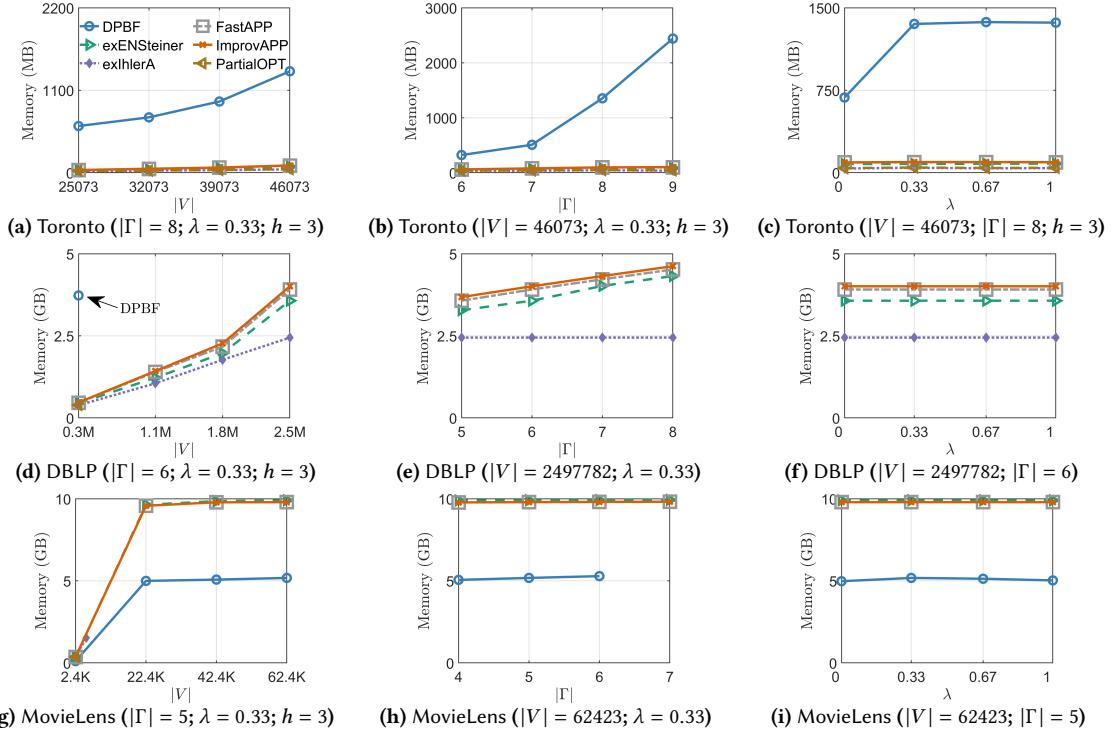 2200
1100
0
Memory (MB)
DPBF
exENSteiner
exIhlerA
FastAPP
ImprovAPP
PartialOPT
25073 32073 39073 46073
|V|
(a) Toronto (|Γ| = 8; λ = 0.33; h = 3)
3000
2000
1000
0
Memory (MB)
6 7 8 9
|Γ|
(b) Toronto (|V| = 46073; λ = 0.33; h = 3)
1500
750
0
Memory (MB)
0 0.33 0.67 1
λ
(c) Toronto (|V| = 46073; |Γ| = 8; h = 3)
5
2.5
0
Memory (GB)
DPBF
0.3M 1.1M 1.8M 2.5M
|V|
(d) DBLP (|Γ| = 6; λ = 0.33; h = 3)
5
2.5
0
Memory (GB)
5 6 7 8
|Γ|
(e) DBLP (|V| = 2497782; λ = 0.33)
5
2.5
0
Memory (GB)
0 0.33 0.67 1
λ
(f) DBLP (|V| = 2497782; |Γ| = 6)
10
5
0
Memory (GB)
2.4K 22.4K 42.4K 62.4K
|V|
g) MovieLens (|Γ| = 5; λ = 0.33; h = 3)
10
5
0
Memory (GB)
4 5 6 7
|Γ|
(h) MovieLens (|V| = 62423; λ = 0.33)
10
5
0
Memory (GB)
0 0.33 0.67 1
λ
(i) MovieLens (|V| = 62423; |Γ| = 5)